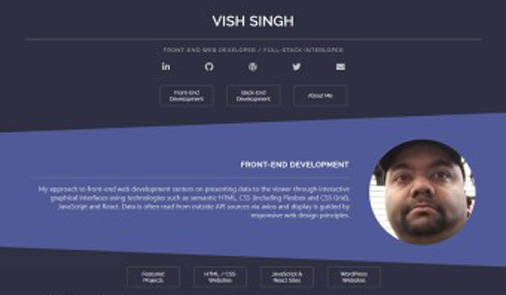 VISH SINGH
FRONT END WEB DEVELOPER / FULL-STACK INTERLOPER
Front-End
Development
Back-End
Development
About Me
FRONT-END DEVELOPMENT
My approach to front-end web development centers on presenting data to the viewer through interactive
graphical interfaces using technologies such as semantic HTML, CSS (including Flexbox and CSS Grid),
JavaScript and React. Data is often read from outside API sources via axios and display is guided by
responsive web design principles.
Featured
Projects
HTML / CSS
Websites
JavaScript &
React Sites
WordPress
Websites